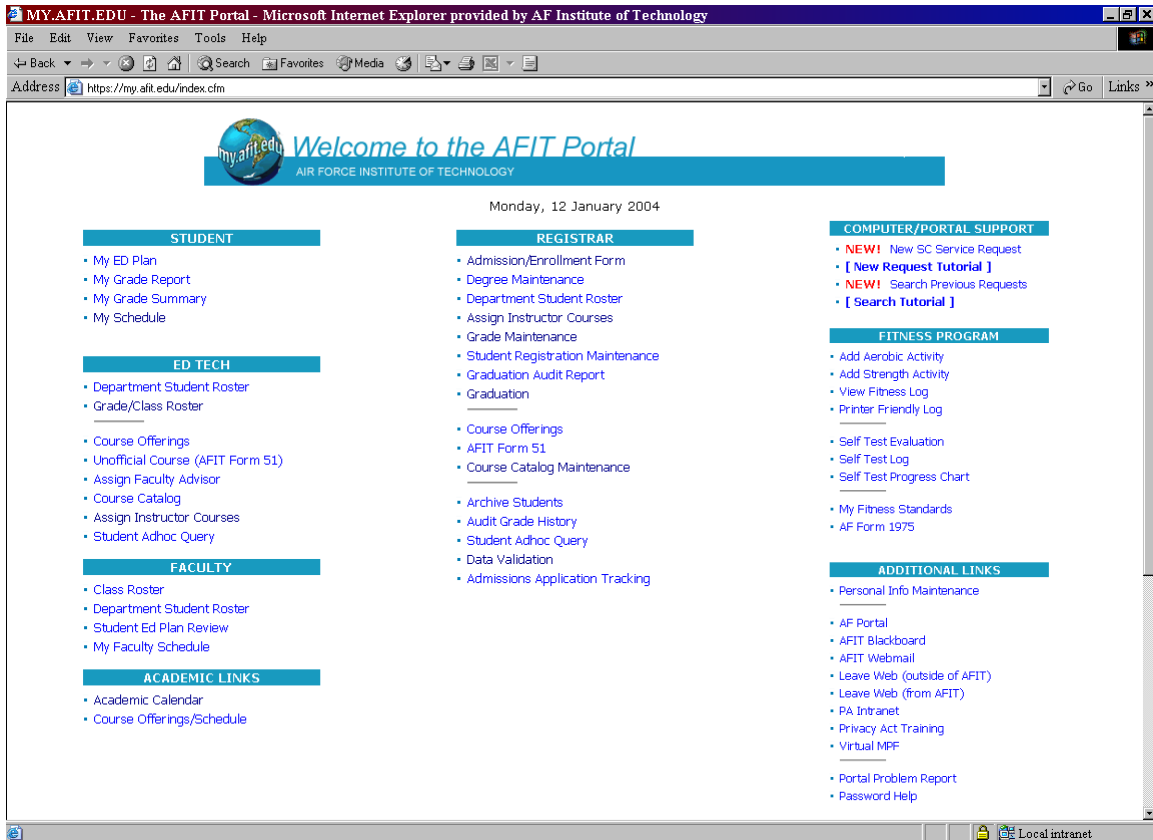 MY.AFIT.EDU - The AFIT Portal - Microsoft Internet Explorer provided by AF Institute of Technology
File Edit View Favorites Tools Help
Back Search Favorites Media
Address https://my.afit.edu/index.cfm Go Links »
my.afit.edu
Welcome to the AFIT Portal
AIR FORCE INSTITUTE OF TECHNOLOGY
Monday, 12 January 2004
STUDENT
My ED Plan
My Grade Report
My Grade Summary
My Schedule
ED TECH
Department Student Roster
Grade/Class Roster
Course Offerings
Unofficial Course (AFIT Form 51)
Assign Faculty Advisor
Course Catalog
Assign Instructor Courses
Student Adhoc Query
FACULTY
Class Roster
Department Student Roster
Student Ed Plan Review
My Faculty Schedule
ACADEMIC LINKS
Academic Calendar
Course Offerings/Schedule
REGISTRAR
Admission/Enrollment Form
Degree Maintenance
Department Student Roster
Assign Instructor Courses
Grade Maintenance
Student Registration Maintenance
Graduation Audit Report
Graduation
Course Offerings
AFIT Form 51
Course Catalog Maintenance
Archive Students
Audit Grade History
Student Adhoc Query
Data Validation
Admissions Application Tracking
COMPUTER/PORTAL SUPPORT
NEW! New SC Service Request
[ New Request Tutorial ]
NEW! Search Previous Requests
[ Search Tutorial ]
FITNESS PROGRAM
Add Aerobic Activity
Add Strength Activity
View Fitness Log
Printer Friendly Log
Self Test Evaluation
Self Test Log
Self Test Progress Chart
My Fitness Standards
AF Form 1975
ADDITIONAL LINKS
Personal Info Maintenance
AF Portal
AFIT Blackboard
AFIT Webmail
Leave Web (outside of AFIT)
Leave Web (from AFIT)
PA Intranet
Privacy Act Training
Virtual MPF
Portal Problem Report
Password Help
Local intranet